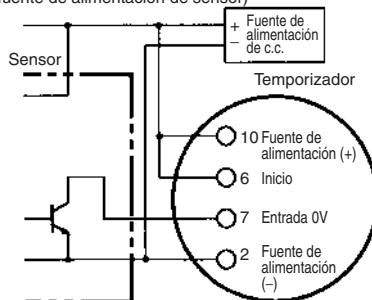 fuente de alimentación de sensor)
+ Fuente de
alimentación
− de c.c.
Sensor
Temporizador
10 Fuente de
alimentación (+)
6 Inicio
7 Entrada 0V
2 Fuente de
alimentación
(−)